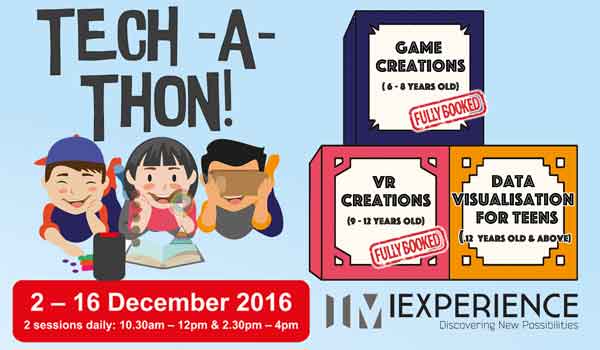 TECH -A-
THON!
GAME
CREATIONS
( 6 - 8 YEARS OLD)
FULLY BOOKED
VR
CREATIONS
(9 - 12 YEARS OLD)
FULLY BOOKED
DATA
VISUALISATION
FOR TEENS
( 12 YEARS OLD & ABOVE)
2 – 16 December 2016
2 sessions daily: 10.30am – 12pm & 2.30pm – 4pm
IM IEXPERIENCE
Discovering New Possibilities